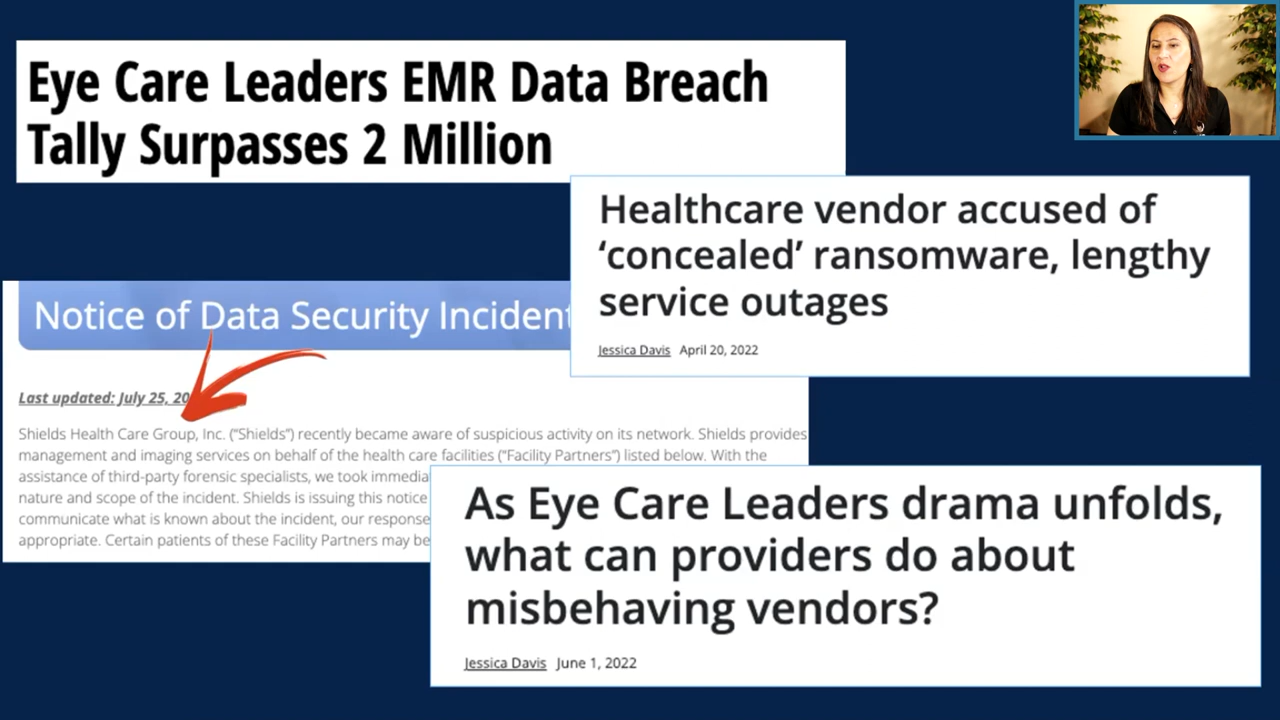 Eye Care Leaders EMR Data Breach
Tally Surpasses 2 Million
Healthcare vendor accused of
‘concealed’ ransomware, lengthy
service outages
Jessica Davis April 20, 2022
Notice of Data Security Incident
Last updated: July 25, 20
Shields Health Care Group, Inc. (“Shields”) recently became aware of suspicious activity on its network. Shields provides
management and imaging services on behalf of the health care facilities (“Facility Partners”) listed below. With the
assistance of third-party forensic specialists, we took immedia
nature and scope of the incident. Shields is issuing this notice
communicate what is known about the incident, our response
appropriate. Certain patients of these Facility Partners may be
As Eye Care Leaders drama unfolds,
what can providers do about
misbehaving vendors?
Jessica Davis June 1, 2022